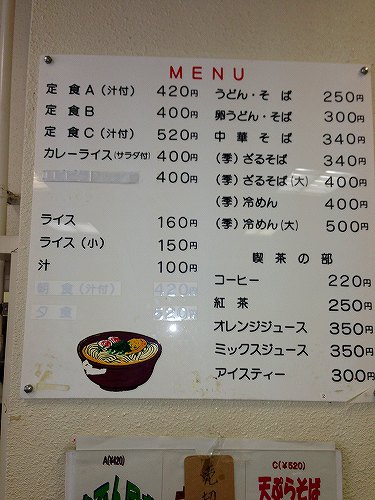 MENU
定食A（汁付） 420円
定食B 400円
定食C（汁付） 520円
カレーライス（サラダ付） 400円
400円
ライス 160円
ライス（小） 150円
汁 100円
朝食（汁付） 420円
夕食 520円
うどん・そば 250円
卵うどん・そば 300円
中華そば 340円
（季）ざるそば 340円
（季）ざるそば（大） 400円
（季）冷めん 400円
（季）冷めん（大） 500円
喫茶の部
コーヒー 220円
紅茶 250円
オレンジジュース 350円
ミックスジュース 350円
アイスティー 300円
2
A(¥420)
C(¥520)
天ぷらそば